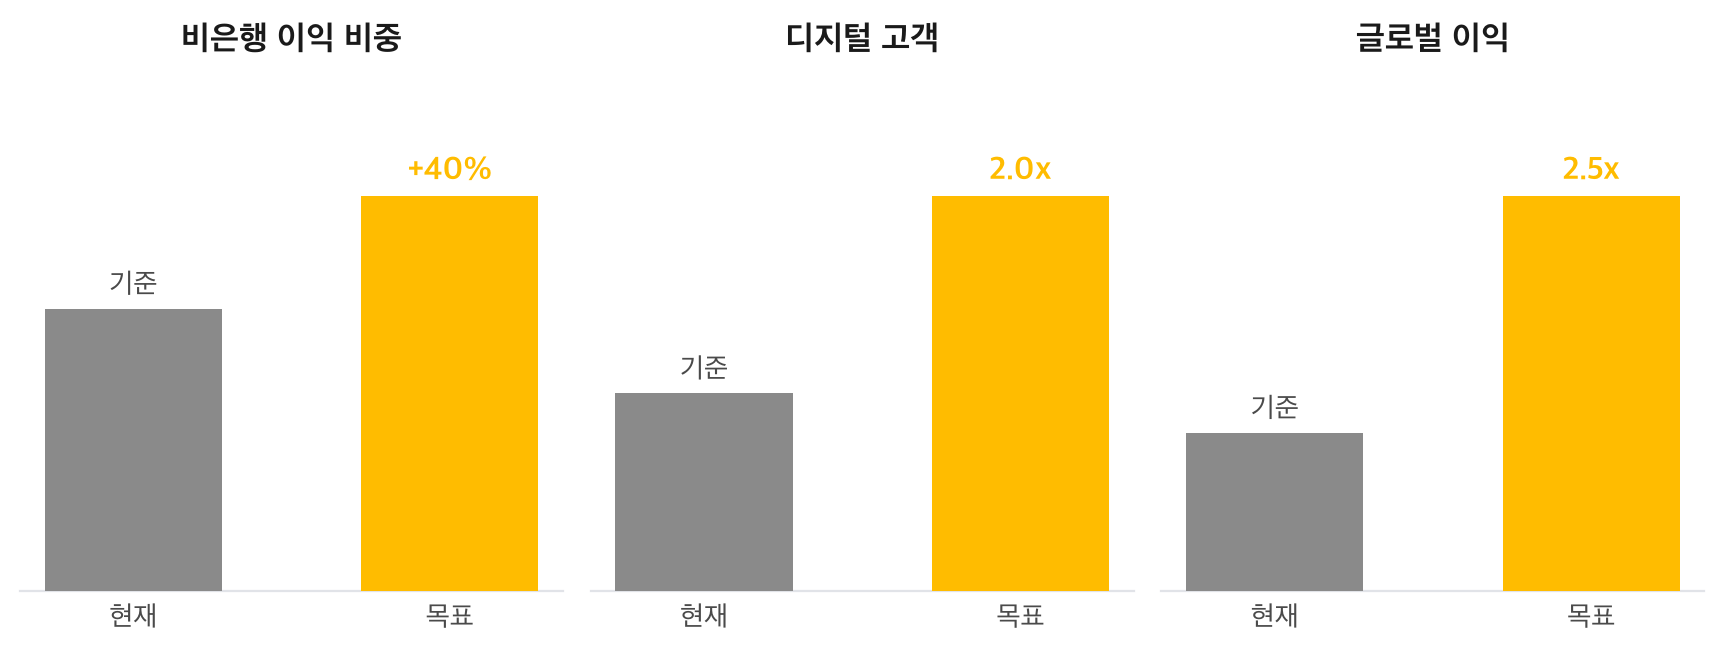 비은행 이익 비중
+40%
기준
현재
목표
디지털 고객
2.0x
기준
현재
목표
글로벌 이익
2.5x
기준
현재
목표